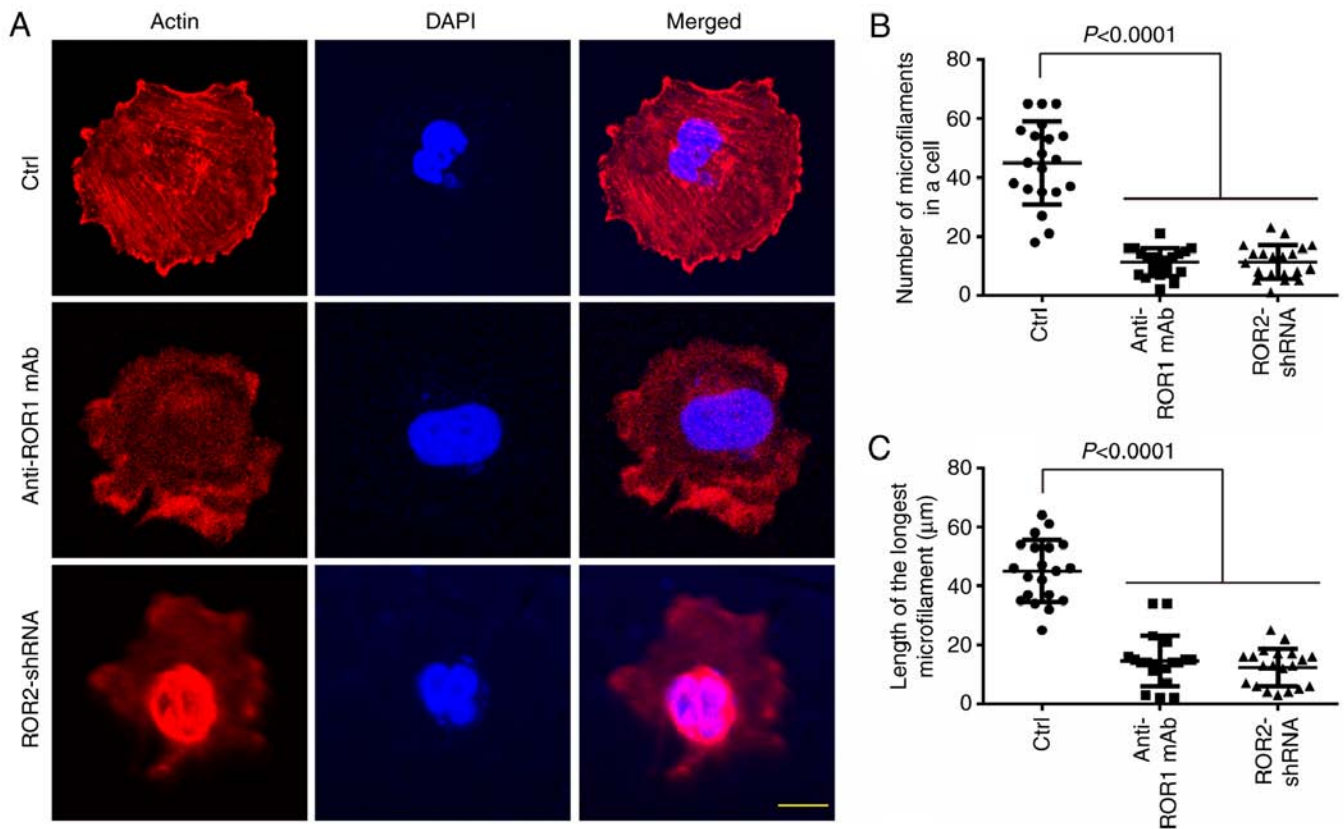 A
Actin
DAPI
Merged
Ctrl
Anti-ROR1 mAb
ROR2-shRNA
B
P<0.0001
Number of microfilaments
in a cell
80
60
40
20
0
Ctrl
Anti-
ROR1 mAb
ROR2-
shRNA
C
P<0.0001
Length of the longest
microfilament (μm)
80
60
40
20
0
Ctrl
Anti-
ROR1 mAb
ROR2-
shRNA